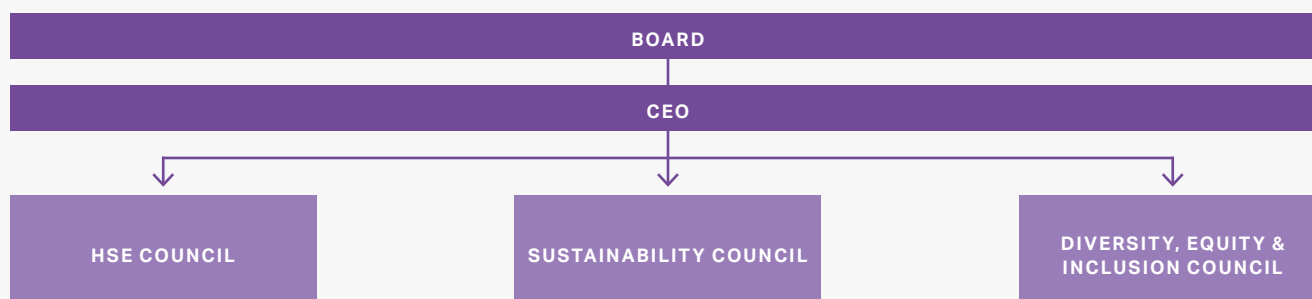 BOARD
CEO
HSE COUNCIL
SUSTAINABILITY COUNCIL
DIVERSITY, EQUITY &
INCLUSION COUNCIL